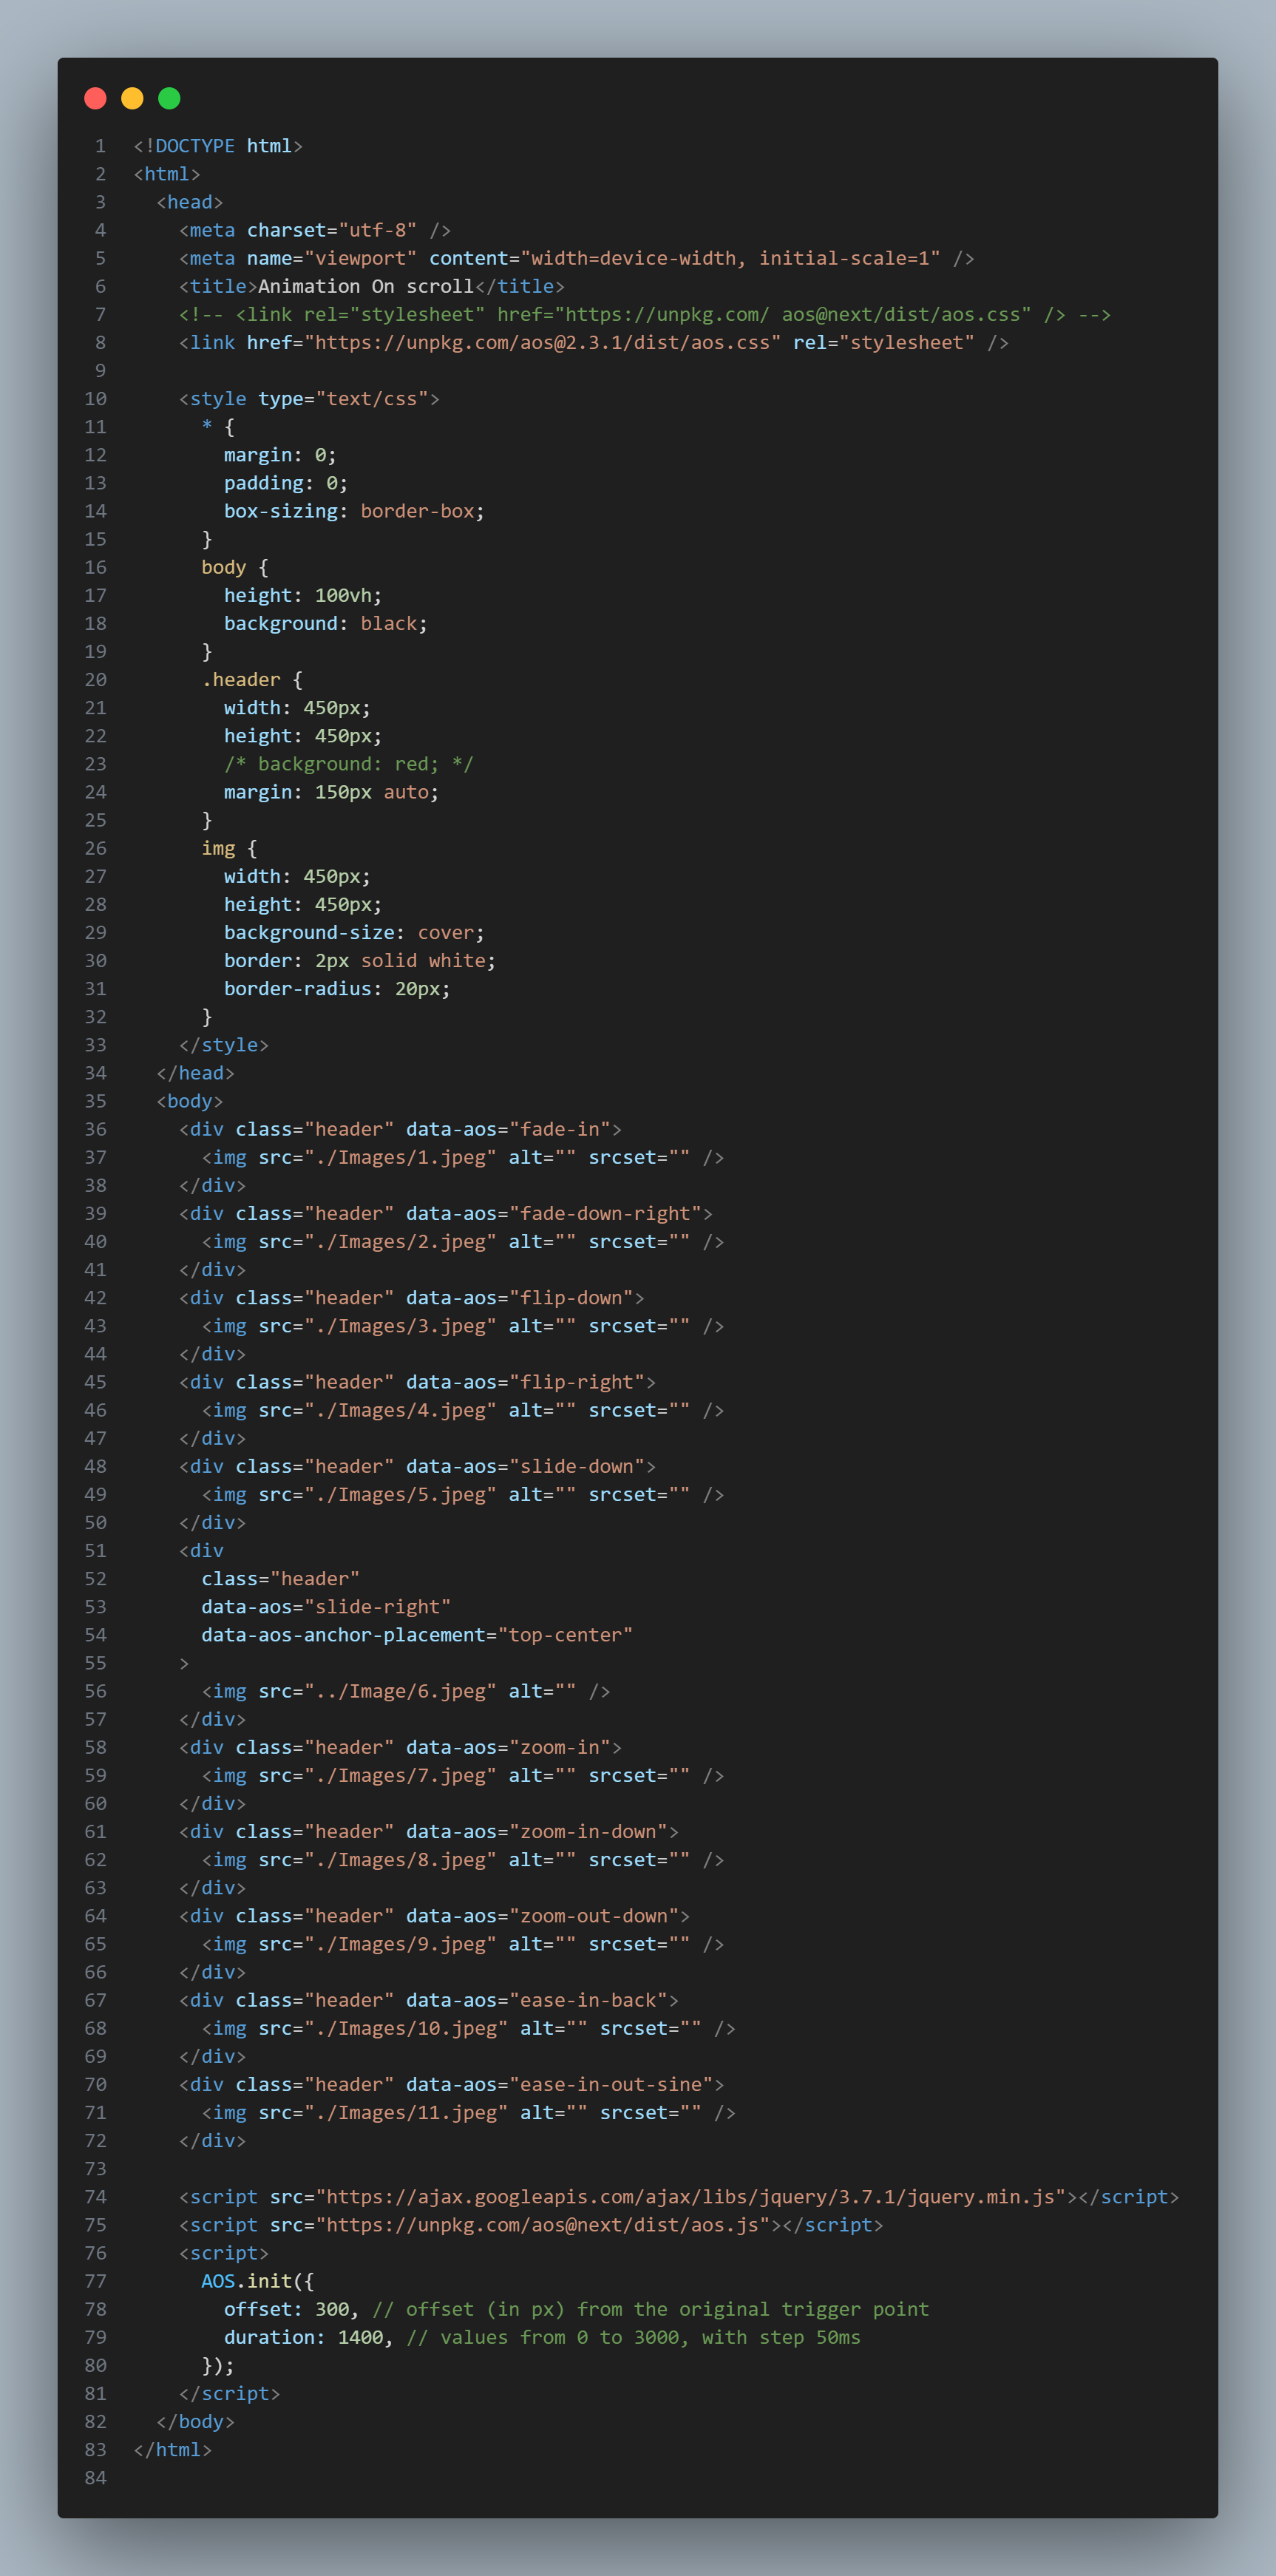 1 <!DOCTYPE html>
2 <html>
3   <head>
4     <meta charset="utf-8" />
5     <meta name="viewport" content="width=device-width, initial-scale=1" />
6     <title>Animation On scroll</title>
7     <!-- <link rel="stylesheet" href="https://unpkg.com/ aos@next/dist/aos.css" /> -->
8     <link href="https://unpkg.com/aos@2.3.1/dist/aos.css" rel="stylesheet" />
9
10     <style type="text/css">
11       * {
12         margin: 0;
13         padding: 0;
14         box-sizing: border-box;
15       }
16       body {
17         height: 100vh;
18         background: black;
19       }
20       .header {
21         width: 450px;
22         height: 450px;
23         /* background: red; */
24         margin: 150px auto;
25       }
26       img {
27         width: 450px;
28         height: 450px;
29         background-size: cover;
30         border: 2px solid white;
31         border-radius: 20px;
32       }
33     </style>
34   </head>
35   <body>
36     <div class="header" data-aos="fade-in">
37       <img src="./Images/1.jpeg" alt="" srcset="" />
38     </div>
39     <div class="header" data-aos="fade-down-right">
40       <img src="./Images/2.jpeg" alt="" srcset="" />
41     </div>
42     <div class="header" data-aos="flip-down">
43       <img src="./Images/3.jpeg" alt="" srcset="" />
44     </div>
45     <div class="header" data-aos="flip-right">
46       <img src="./Images/4.jpeg" alt="" srcset="" />
47     </div>
48     <div class="header" data-aos="slide-down">
49       <img src="./Images/5.jpeg" alt="" srcset="" />
50     </div>
51     <div
52       class="header"
53       data-aos="slide-right"
54       data-aos-anchor-placement="top-center"
55     >
56       <img src="../Image/6.jpeg" alt="" />
57     </div>
58     <div class="header" data-aos="zoom-in">
59       <img src="./Images/7.jpeg" alt="" srcset="" />
60     </div>
61     <div class="header" data-aos="zoom-in-down">
62       <img src="./Images/8.jpeg" alt="" srcset="" />
63     </div>
64     <div class="header" data-aos="zoom-out-down">
65       <img src="./Images/9.jpeg" alt="" srcset="" />
66     </div>
67     <div class="header" data-aos="ease-in-back">
68       <img src="./Images/10.jpeg" alt="" srcset="" />
69     </div>
70     <div class="header" data-aos="ease-in-out-sine">
71       <img src="./Images/11.jpeg" alt="" srcset="" />
72     </div>
73
74     <script src="https://ajax.googleapis.com/ajax/libs/jquery/3.7.1/jquery.min.js"></script>
75     <script src="https://unpkg.com/aos@next/dist/aos.js"></script>
76     <script>
77       AOS.init({
78         offset: 300, // offset (in px) from the original trigger point
79         duration: 1400, // values from 0 to 3000, with step 50ms
80       });
81     </script>
82   </body>
83 </html>
84